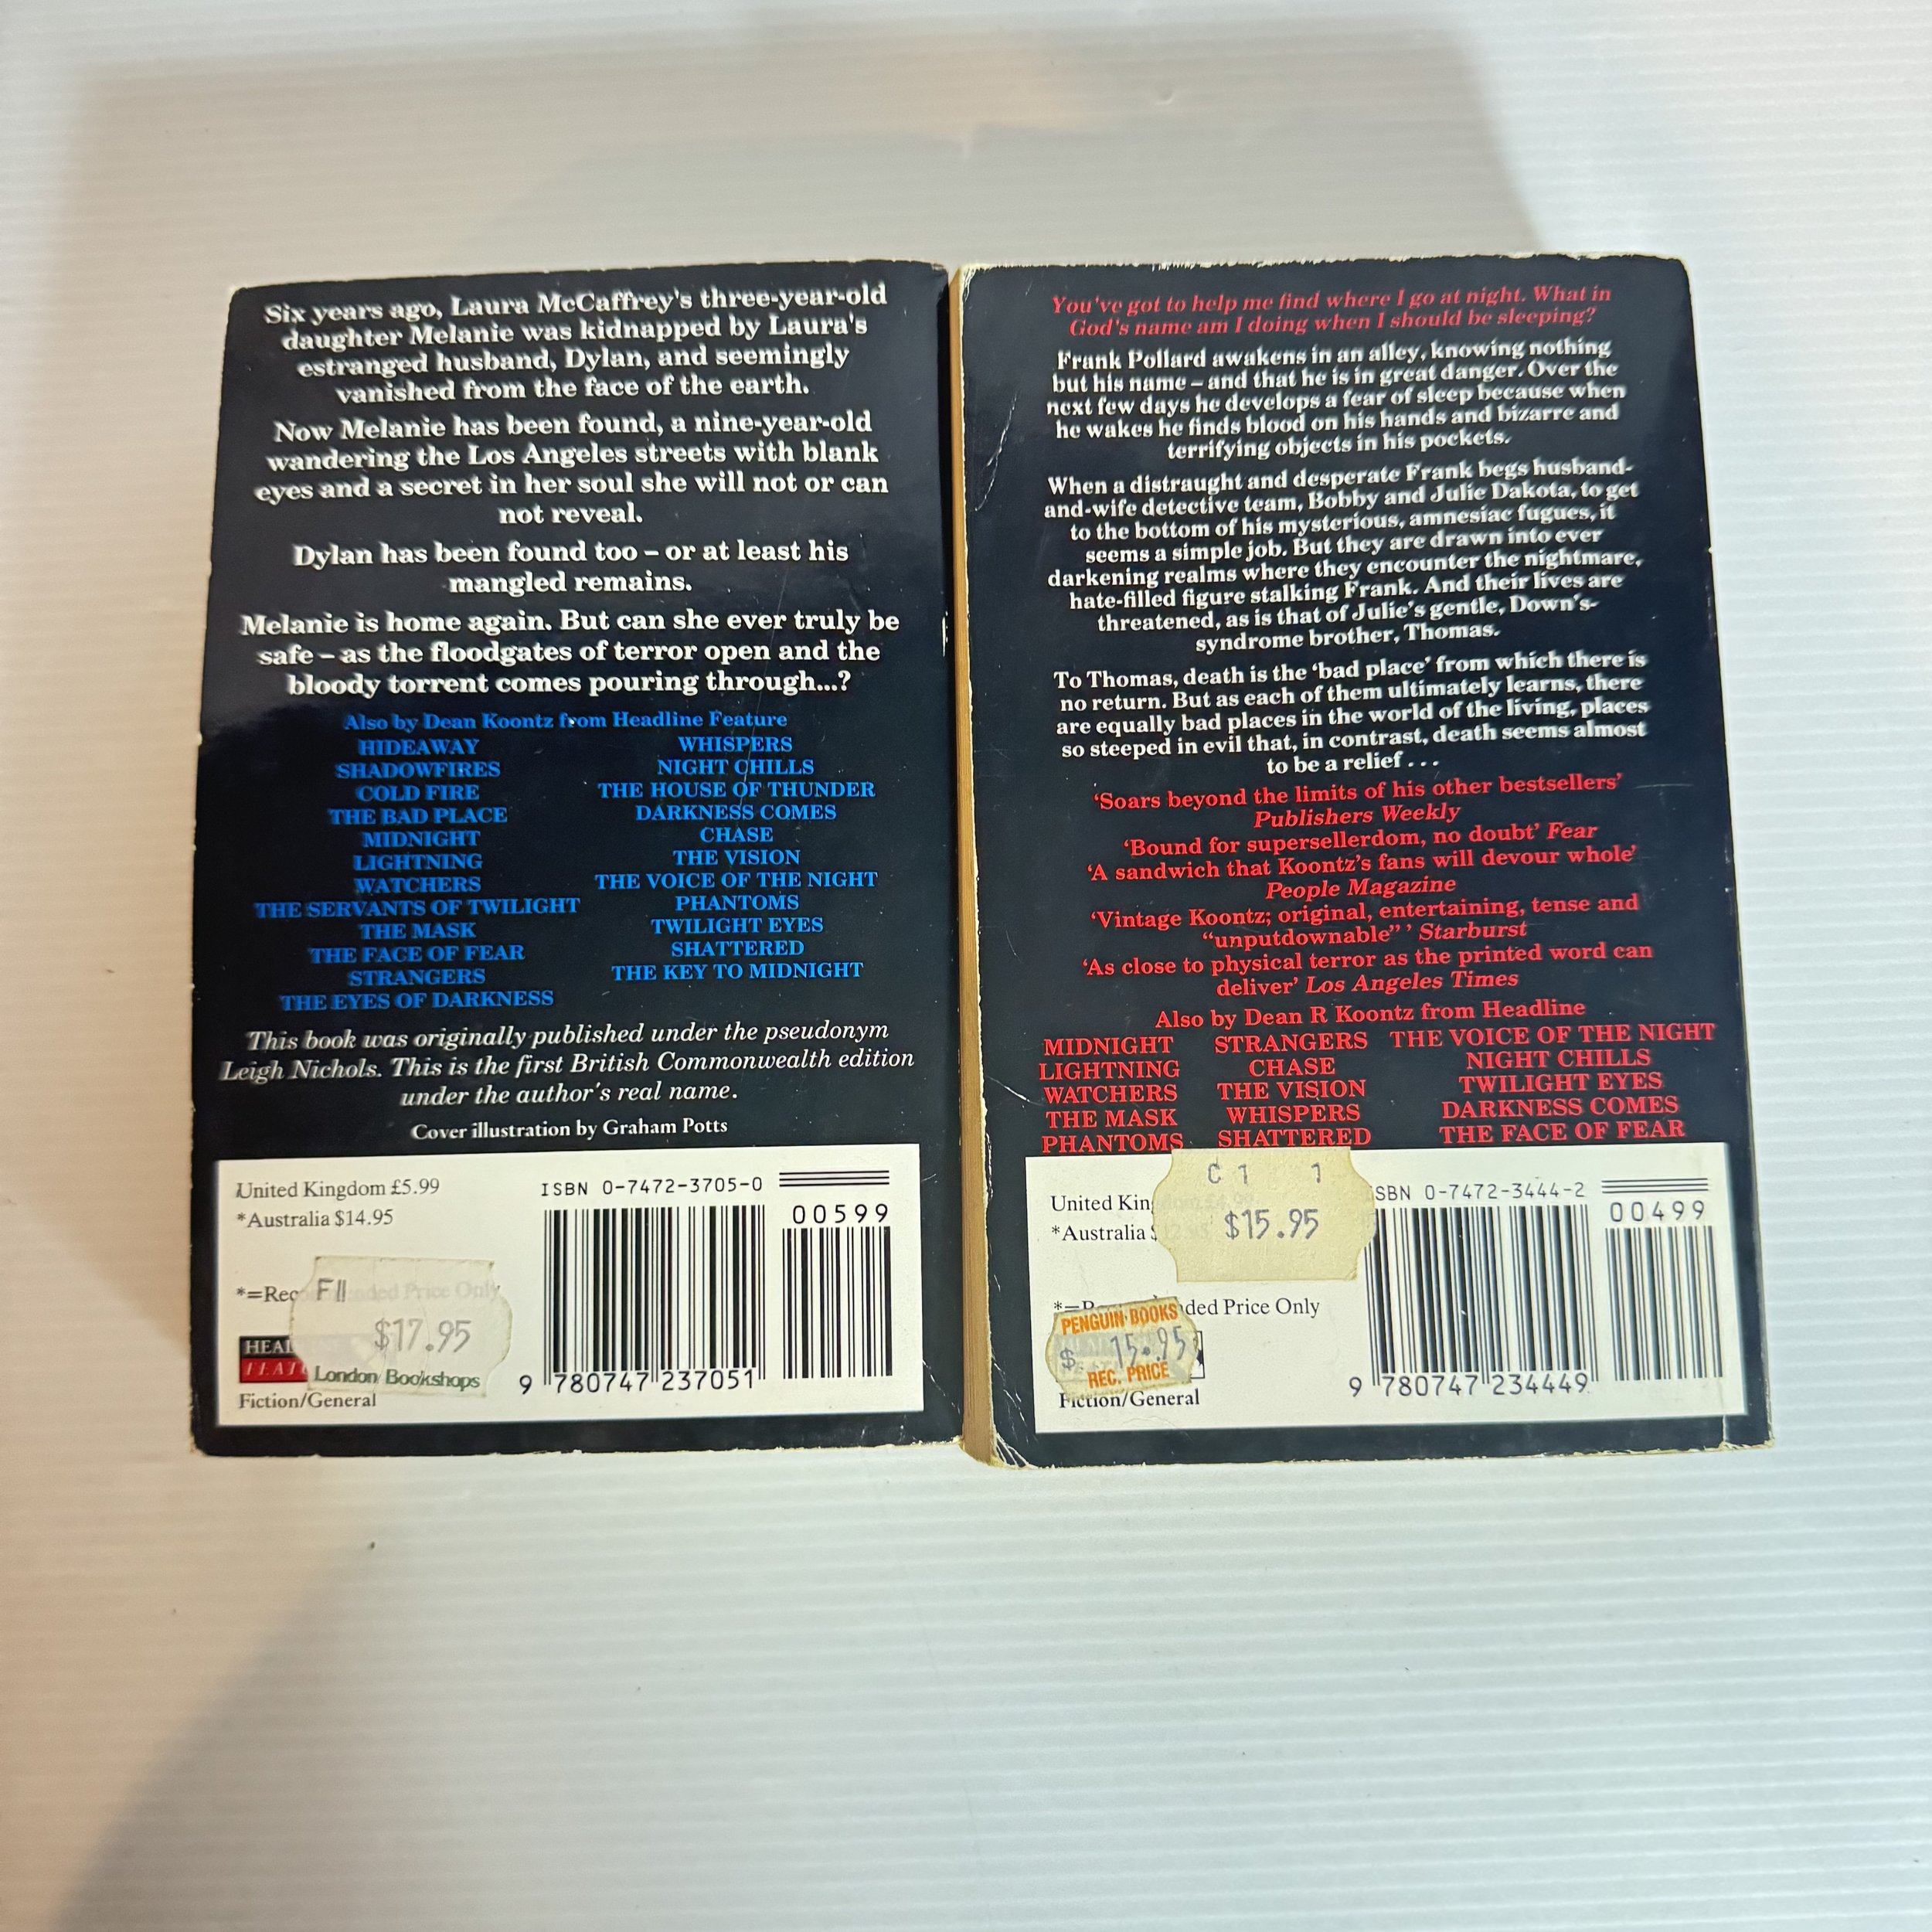 Six years ago, Laura McCaffrey's three-year-old
daughter Melanie was kidnapped by Laura's
estranged husband, Dylan, and seemingly
vanished from the face of the earth.
Now Melanie has been found, a nine-year-old
wandering the Los Angeles streets with blank
eyes and a secret in her soul she will not or can
not reveal.
Dylan has been found too – or at least his
mangled remains.
Melanie is home again. But can she ever truly be
safe – as the floodgates of terror open and the
bloody torrent comes pouring through...?
Also by Dean Koontz from Headline Feature
HIDEAWAY
SHADOWFIRES
COLD FIRE
THE BAD PLACE
MIDNIGHT
LIGHTNING
WATCHERS
THE SERVANTS OF TWILIGHT
THE MASK
THE FACE OF FEAR
STRANGERS
THE EYES OF DARKNESS
WHISPERS
NIGHT CHILLS
THE HOUSE OF THUNDER
DARKNESS COMES
CHASE
THE VISION
THE VOICE OF THE NIGHT
PHANTOMS
TWILIGHT EYES
SHATTERED
THE KEY TO MIDNIGHT
This book was originally published under the pseudonym
Leigh Nichols. This is the first British Commonwealth edition
under the author's real name.
Cover illustration by Graham Potts
United Kingdom £5.99
*Australia $14.95
*=Rec ded Price Only
F11
$17.95
London Bookshops
HEA
FEAT
Fiction/General
ISBN 0-7472-3705-0
00599
9 780747 237051
You've got to help me find where I go at night. What in
God's name am I doing when I should be sleeping?
Frank Pollard awakens in an alley, knowing nothing
but his name – and that he is in great danger. Over the
next few days he develops a fear of sleep because when
he wakes he finds blood on his hands and bizarre and
terrifying objects in his pockets.
When a distraught and desperate Frank begs husband-
and-wife detective team, Bobby and Julie Dakota, to get
to the bottom of his mysterious, amnesiac fugues, it
seems a simple job. But they are drawn into ever
darkening realms where they encounter the nightmare,
hate-filled figure stalking Frank. And their lives are
threatened, as is that of Julie's gentle, Down's-
syndrome brother, Thomas.
To Thomas, death is the 'bad place' from which there is
no return. But as each of them ultimately learns, there
are equally bad places in the world of the living, places
so steeped in evil that, in contrast, death seems almost
to be a relief . . .
'Soars beyond the limits of his other bestsellers'
Publishers Weekly
'Bound for supersellerdom, no doubt' Fear
'A sandwich that Koontz's fans will devour whole'
People Magazine
'Vintage Koontz; original, entertaining, tense and
"unputdownable" ' Starburst
'As close to physical terror as the printed word can
deliver' Los Angeles Times
Also by Dean R Koontz from Headline
MIDNIGHT STRANGERS THE VOICE OF THE NIGHT
LIGHTNING CHASE NIGHT CHILLS
WATCHERS THE VISION TWILIGHT EYES
THE MASK WHISPERS DARKNESS COMES
PHANTOMS SHATTERED THE FACE OF FEAR
United Kin
*Australia
C 1 1
$15.95
ded Price Only
PENGUIN BOOKS
$ 15.95
REC. PRICE
Fiction/General
ISBN 0-7472-3444-2
00499
9 780747 234449